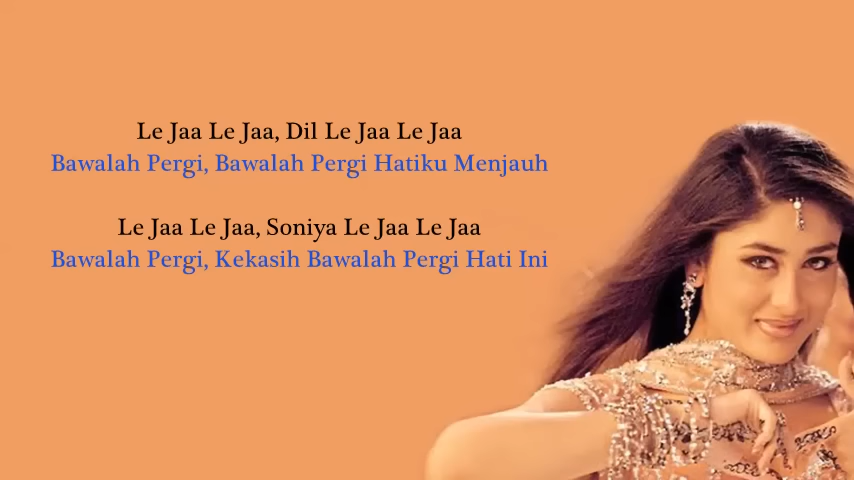 Le Jaa Le Jaa, Dil Le Jaa Le Jaa
Bawalah Pergi, Bawalah Pergi Hatiku Menjauh
Le Jaa Le Jaa, Soniya Le Jaa Le Jaa
Bawalah Pergi, Kekasih Bawalah Pergi Hati Ini